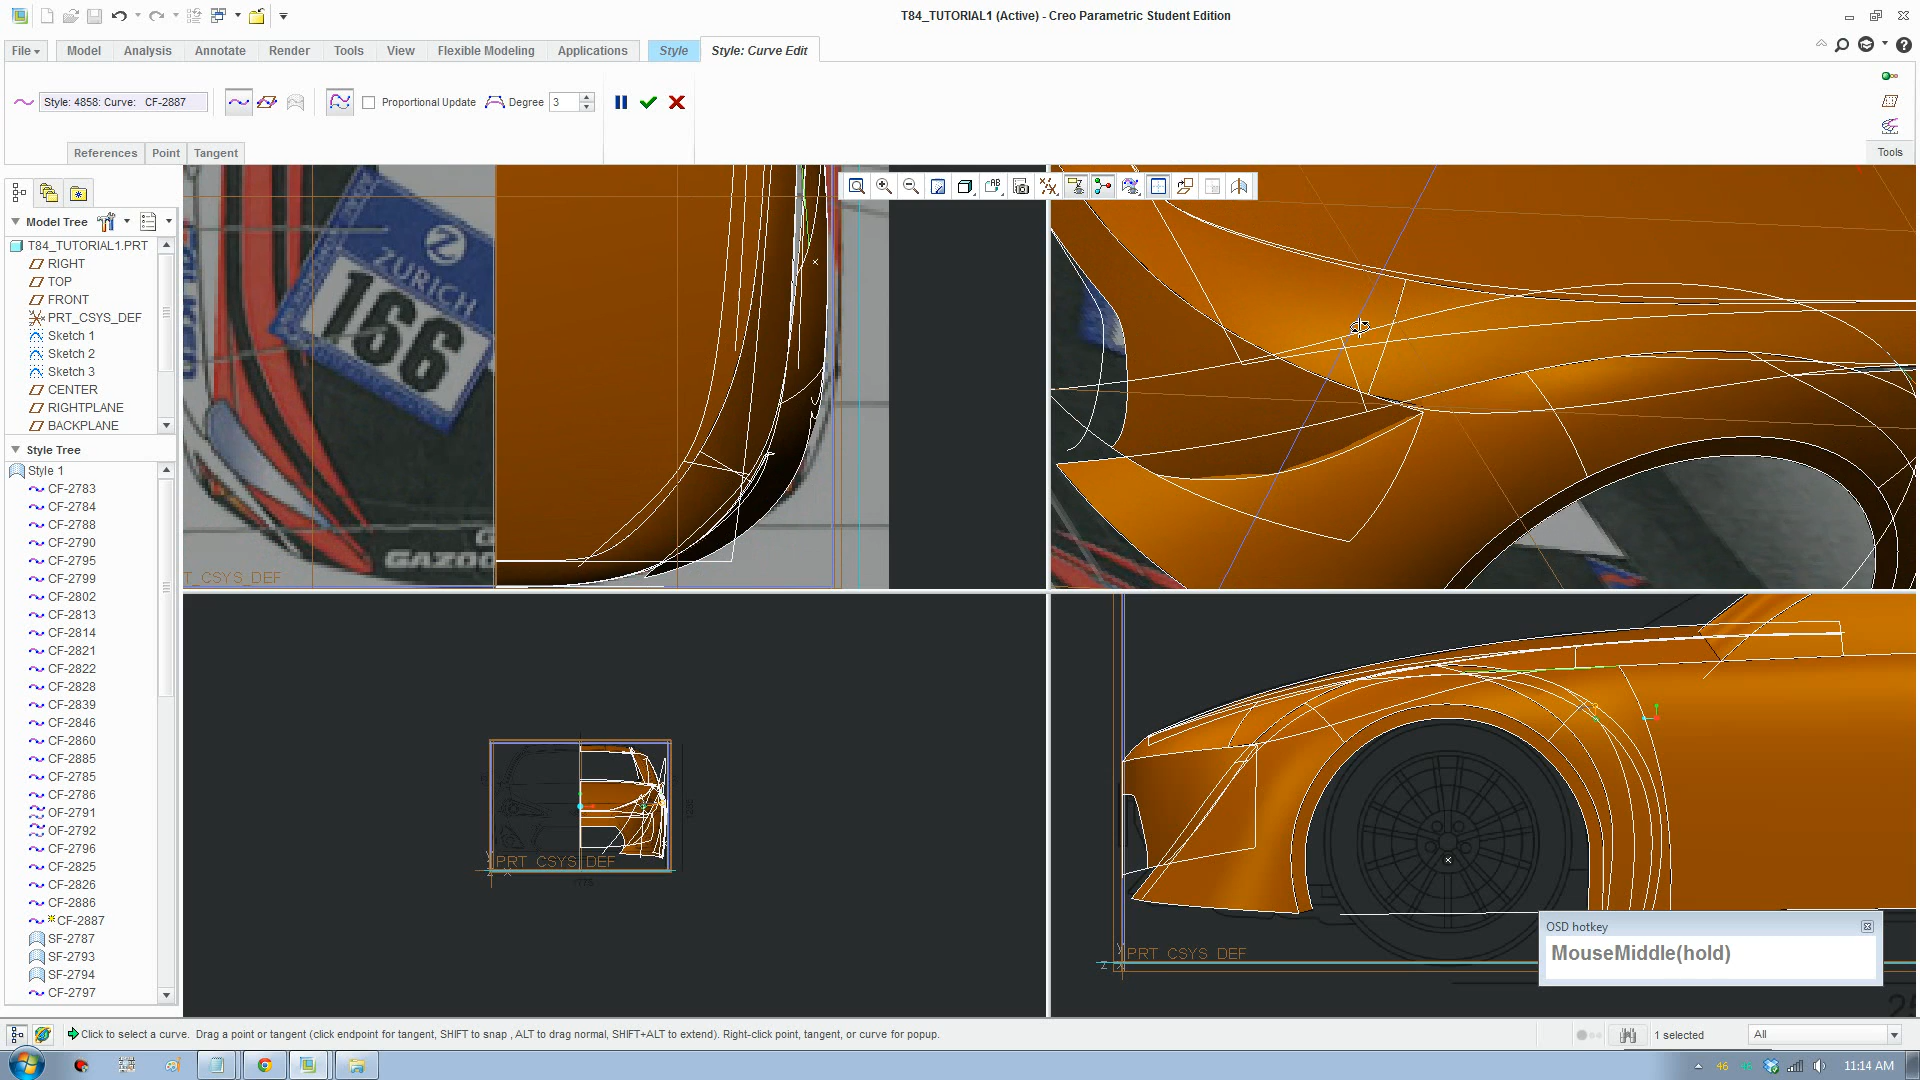 T84_TUTORIAL1 (Active) - Creo Parametric Student Edition
File
Model
Analysis
Annotate
Render
Tools
View
Flexible Modeling
Applications
Style
Style: Curve Edit
Style: 4858: Curve: CF-2887
Proportional Update
Degree
3
References
Point
Tangent
Tools
Model Tree
T84_TUTORIAL1.PRT
RIGHT
TOP
FRONT
PRT_CSYS_DEF
Sketch 1
Sketch 2
Sketch 3
CENTER
RIGHTPLANE
BACKPLANE
Style Tree
Style 1
CF-2783
CF-2784
CF-2788
CF-2790
CF-2795
CF-2799
CF-2802
CF-2813
CF-2814
CF-2821
CF-2822
CF-2828
CF-2839
CF-2846
CF-2860
CF-2885
CF-2785
CF-2786
OF-2791
OF-2792
CF-2796
CF-2825
CF-2826
CF-2886
CF-2887
SF-2787
SF-2793
SF-2794
CF-2797
Z
ZURICH
166
GAZOO
T_CSYS_DEF
PRT_CSYS_DEF
1775
PRT_CSYS_DEF
Z
OSD hotkey
MouseMiddle(hold)
25
Click to select a curve. Drag a point or tangent (click endpoint for tangent, SHIFT to snap , ALT to drag normal, SHIFT+ALT to extend). Right-click point, tangent, or curve for popup.
1 selected
All
46
11:14 AM